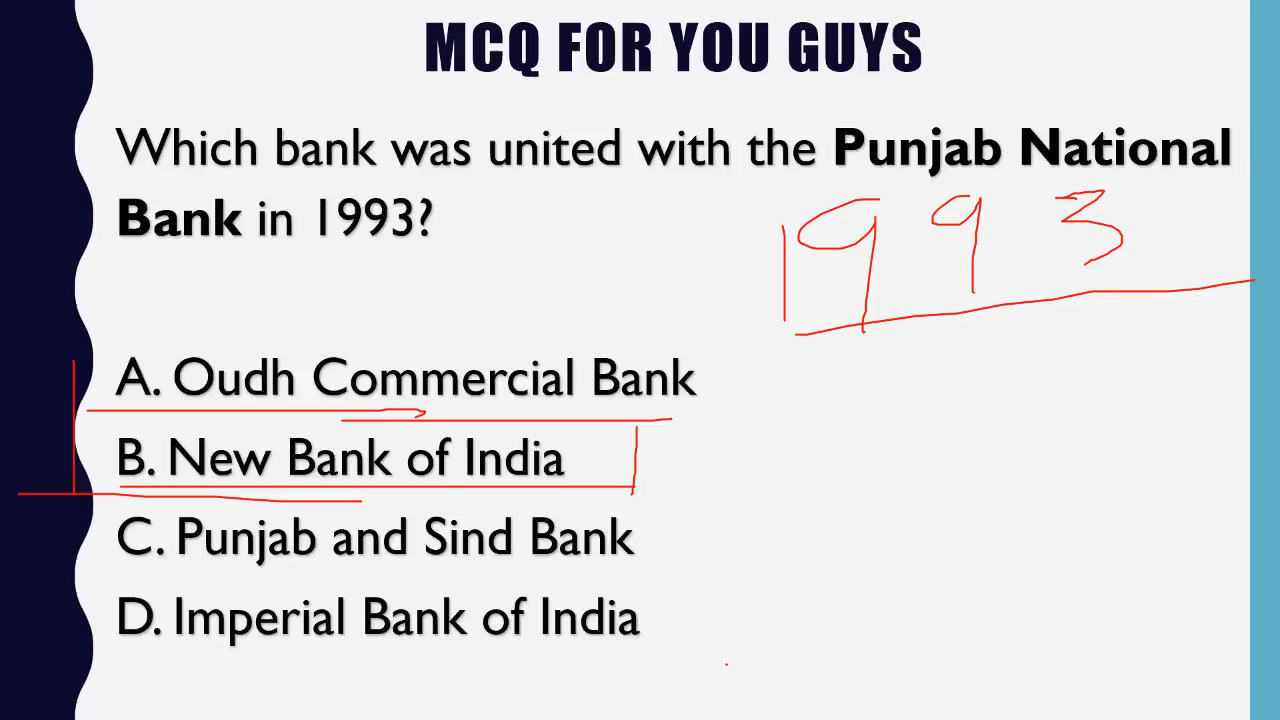 MCQ FOR YOU GUYS
Which bank was united with the Punjab National
Bank in 1993?
1993
A. Oudh Commercial Bank
B. New Bank of India
C. Punjab and Sind Bank
D. Imperial Bank of India